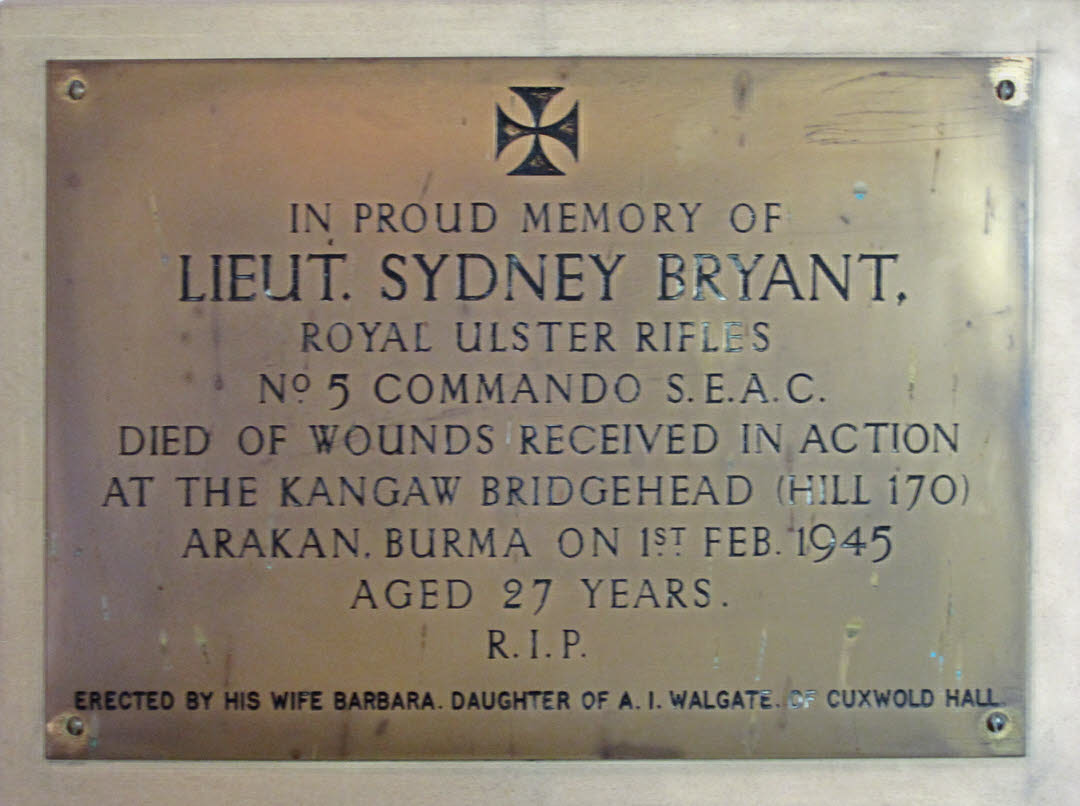 IN PROUD MEMORY OF
LIEUT. SYDNEY BRYANT,
ROYAL ULSTER RIFLES
Nº 5 COMMANDO S.E.A.C.
DIED OF WOUNDS RECEIVED IN ACTION
AT THE KANGAW BRIDGEHEAD (HILL 170)
ARAKAN. BURMA ON 1ST FEB. 1945
AGED 27 YEARS.
R.I.P.
ERECTED BY HIS WIFE BARBARA. DAUGHTER OF A. I. WALGATE. OF CUXWOLD HALL.